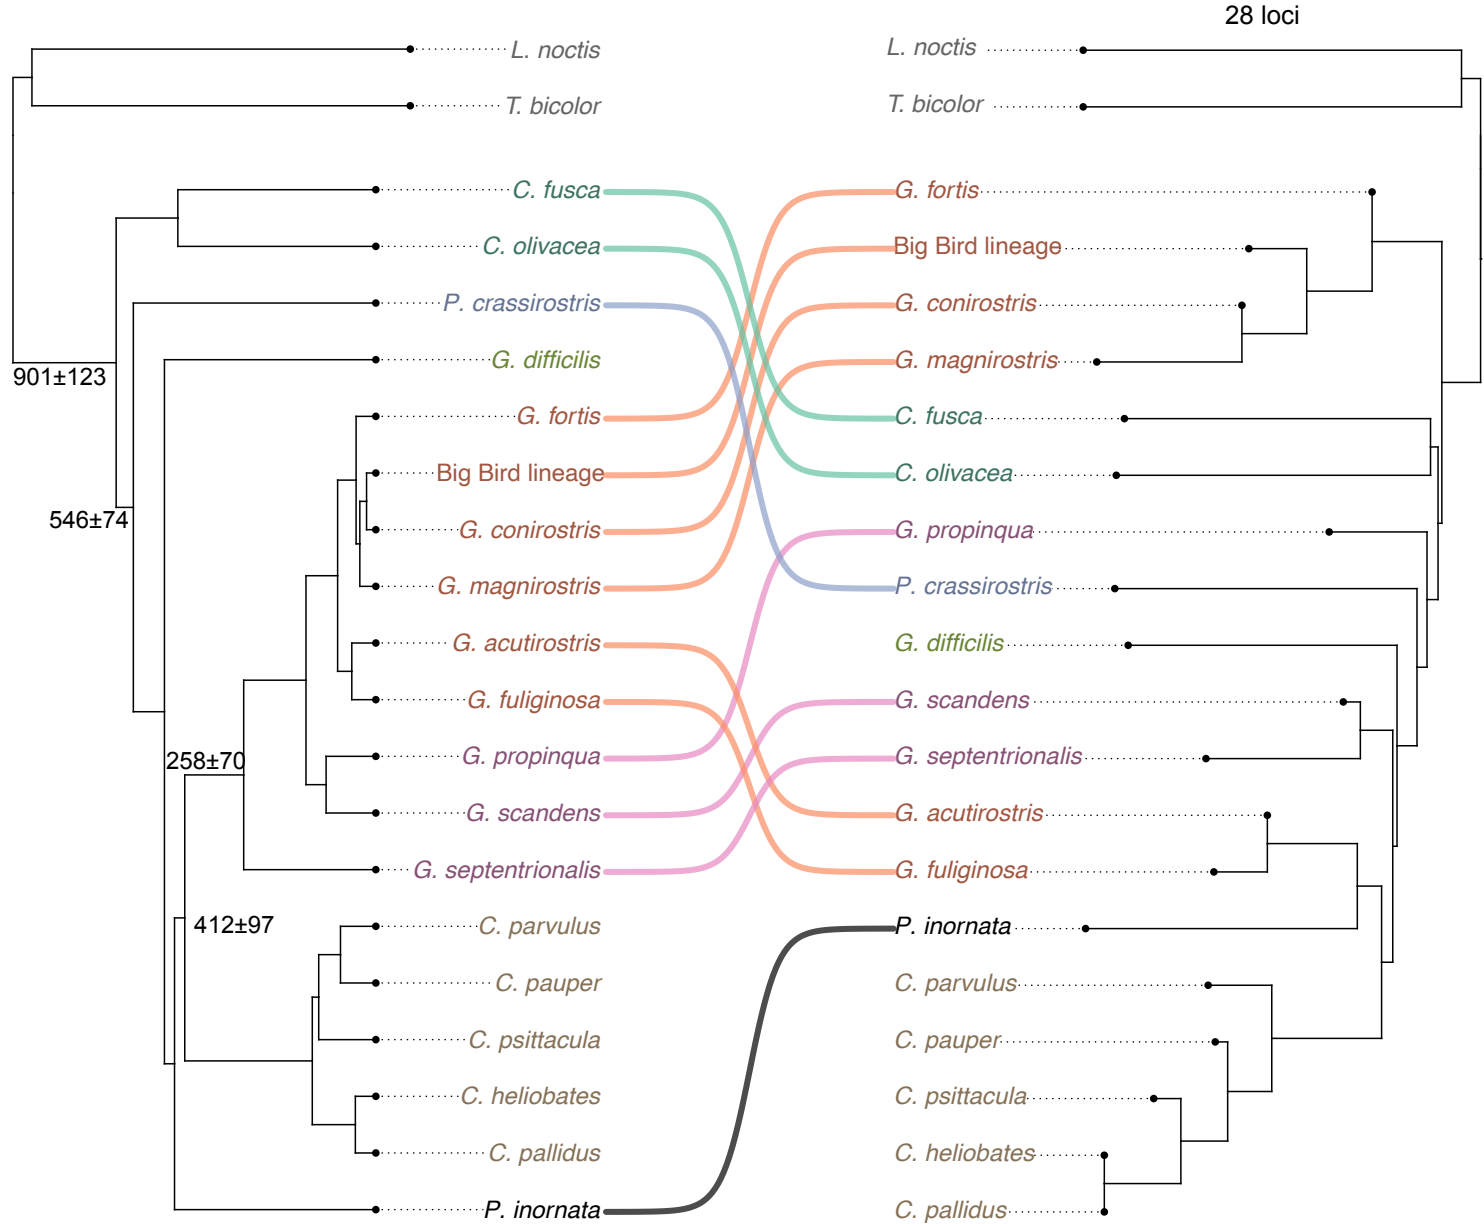 28 loci
L. noctis
T. bicolor
C. fusca
C. olivacea
P. crassirostris
G. difficilis
901±123
G. fortis
Big Bird lineage
546±74
G. conirostris
G. magnirostris
G. acutirostris
G. fuliginosa
258±70
G. propinqua
G. scandens
G. septentrionalis
412±97
C. parvulus
C. pauper
C. psittacula
C. heliobates
C. pallidus
P. inornata
L. noctis
T. bicolor
G. fortis
Big Bird lineage
G. conirostris
G. magnirostris
C. fusca
C. olivacea
G. propinqua
P. crassirostris
G. difficilis
G. scandens
G. septentrionalis
G. acutirostris
G. fuliginosa
P. inornata
C. parvulus
C. pauper
C. psittacula
C. heliobates
C. pallidus